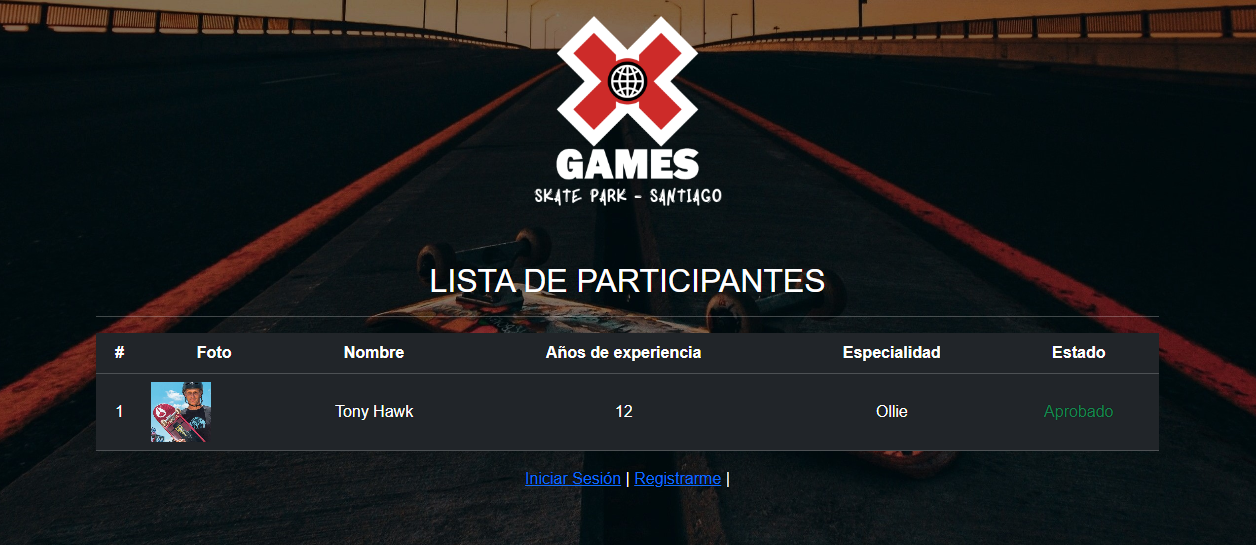 GAMES
SKATE PARK - SANTIAGO
LISTA DE PARTICIPANTES
# Foto Nombre Años de experiencia Especialidad Estado
1 Tony Hawk 12 Ollie Aprobado
Iniciar Sesión | Registrarme |